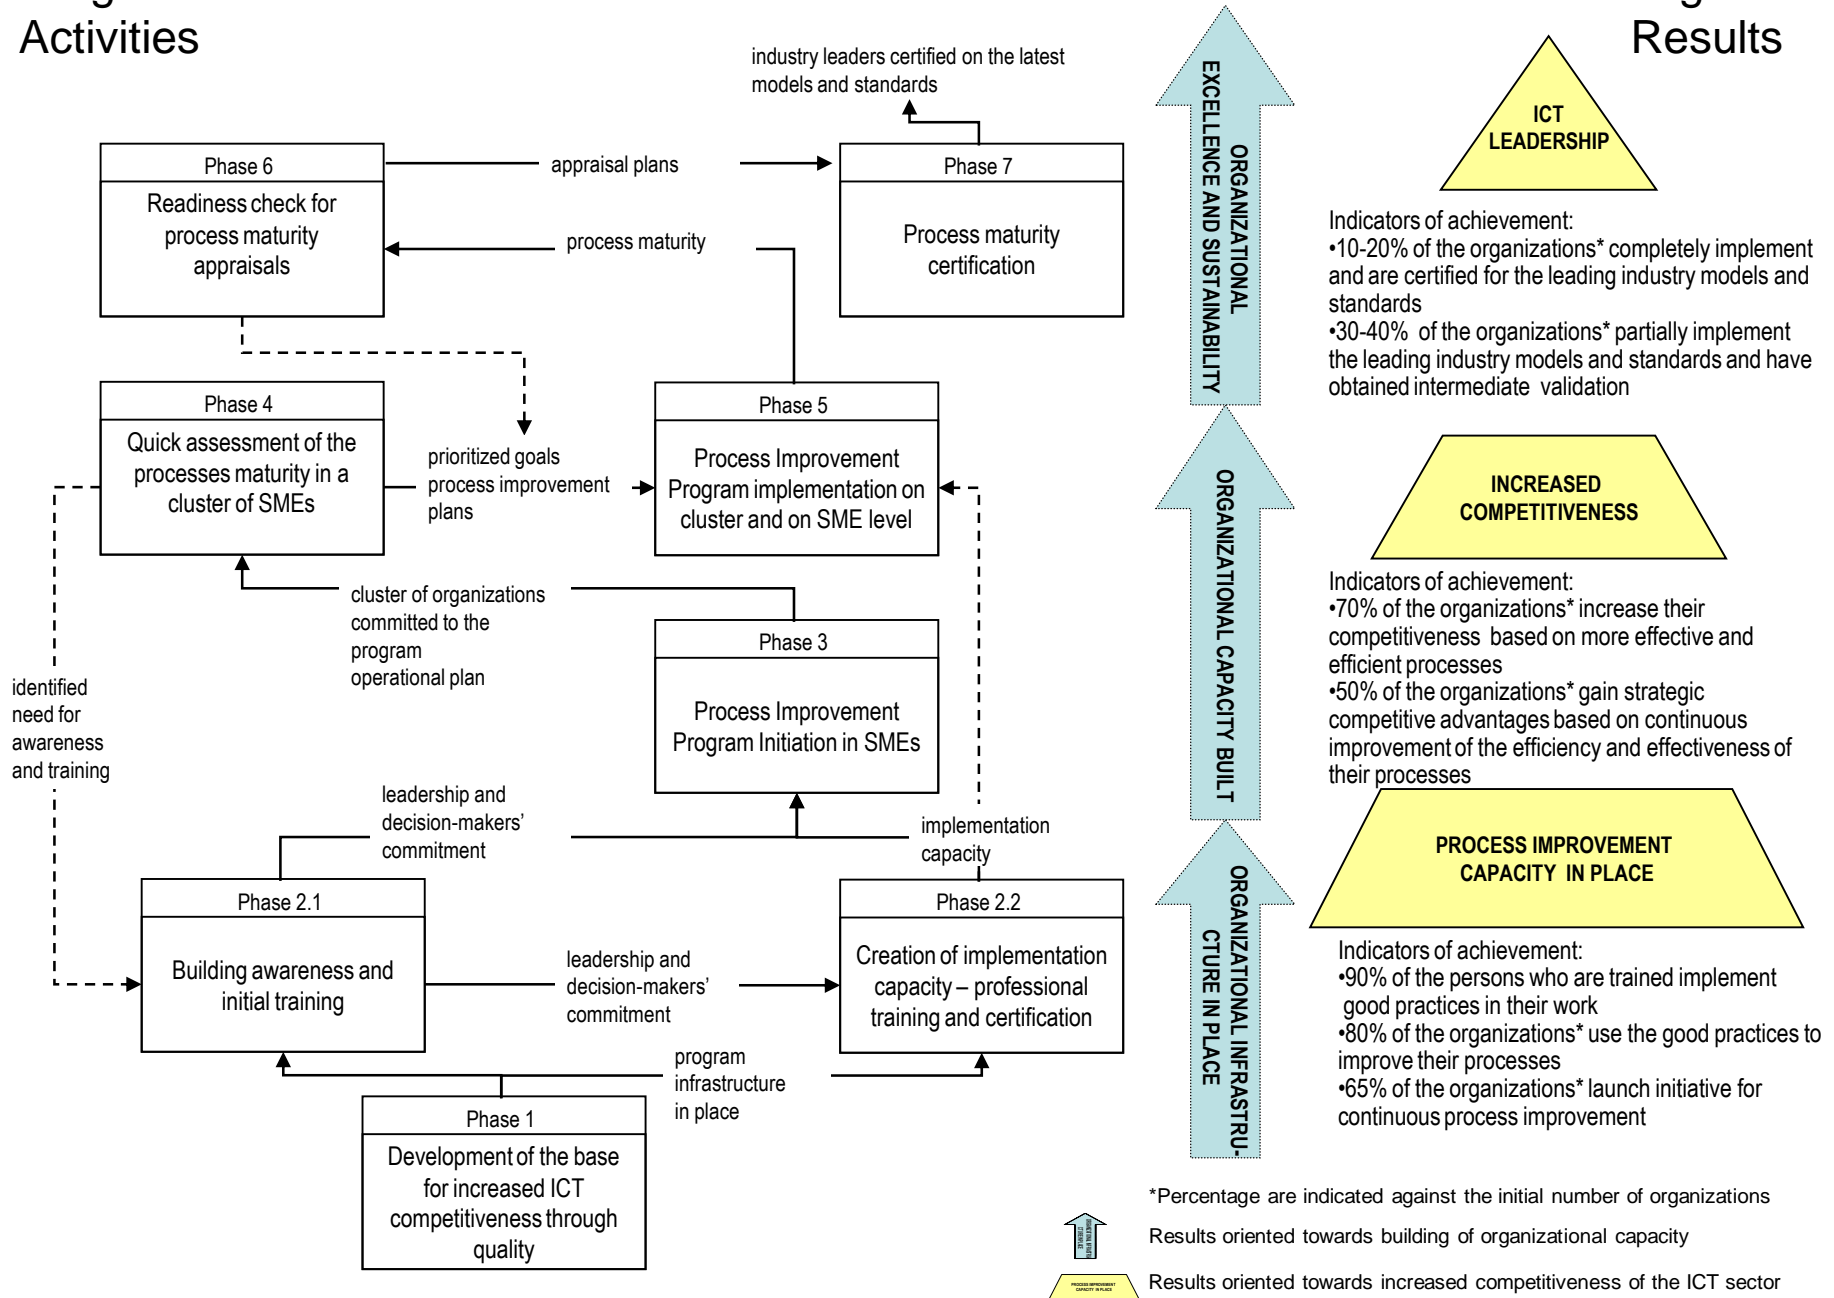 Activities
Results
industry leaders certified on the latest
models and standards
Phase 6
Readiness check for
process maturity
appraisals
appraisal plans
process maturity
Phase 7
Process maturity
certification
Phase 4
Quick assessment of the
processes maturity in a
cluster of SMEs
prioritized goals
process improvement
plans
Phase 5
Process Improvement
Program implementation on
cluster and on SME level
cluster of organizations
committed to the
program
operational plan
Phase 3
Process Improvement
Program Initiation in SMEs
identified
need for
awareness
and training
leadership and
decision-makers’
commitment
implementation
capacity
Phase 2.1
Building awareness and
initial training
leadership and
decision-makers’
commitment
Phase 2.2
Creation of implementation
capacity – professional
training and certification
program
infrastructure
in place
Phase 1
Development of the base
for increased ICT
competitiveness through
quality
ORGANIZATIONAL
EXCELLENCE AND SUSTAINABILITY
ORGANIZATIONAL CAPACITY BUILT
ORGANIZATIONAL INFRASTRU-
CTURE IN PLACE
ICT
LEADERSHIP
Indicators of achievement:
•10-20% of the organizations* completely implement
and are certified for the leading industry models and
standards
•30-40% of the organizations* partially implement
the leading industry models and standards and have
obtained intermediate validation
INCREASED
COMPETITIVENESS
Indicators of achievement:
•70% of the organizations* increase their
competitiveness based on more effective and
efficient processes
•50% of the organizations* gain strategic
competitive advantages based on continuous
improvement of the efficiency and effectiveness of
their processes
PROCESS IMPROVEMENT
CAPACITY IN PLACE
Indicators of achievement:
•90% of the persons who are trained implement
good practices in their work
•80% of the organizations* use the good practices to
improve their processes
•65% of the organizations* launch initiative for
continuous process improvement
*Percentage are indicated against the initial number of organizations
Results oriented towards building of organizational capacity
PROCESS IMPROVEMENT
CAPACITY IN PLACE
Results oriented towards increased competitiveness of the ICT sector